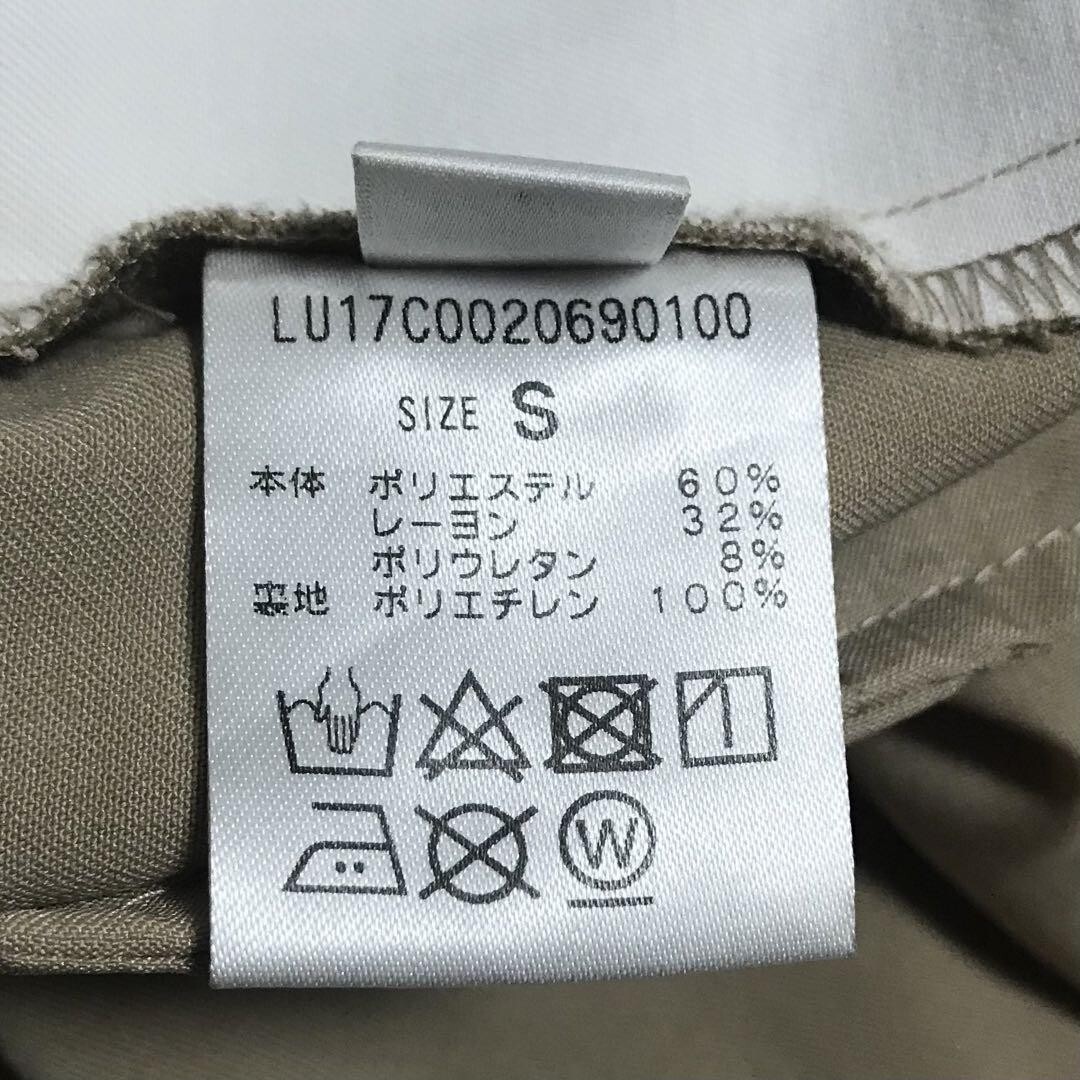 LU17C0020690100
SIZE S
本体 ポリエステル 60%
レーヨン 32%
ポリウレタン 8%
裏地 ポリエチレン 100%
W